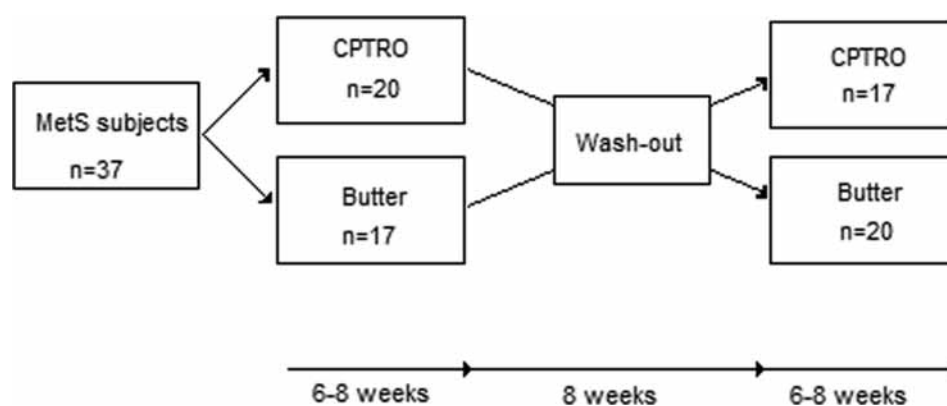 MetS subjects
n=37
CPTRO
n=20
Butter
n=17
Wash-out
CPTRO
n=17
Butter
n=20
6-8 weeks
8 weeks
6-8 weeks